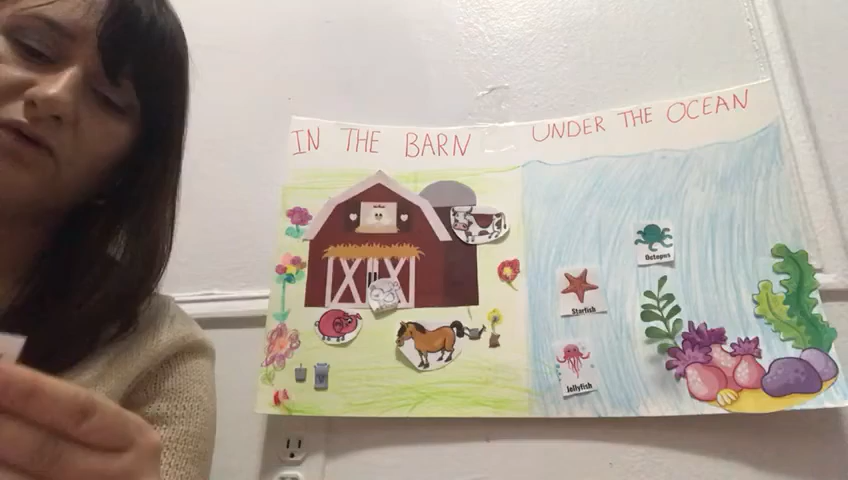 IN THE BARN
UNDER THE OCEAN
Octopus
Starfish
Jellyfish